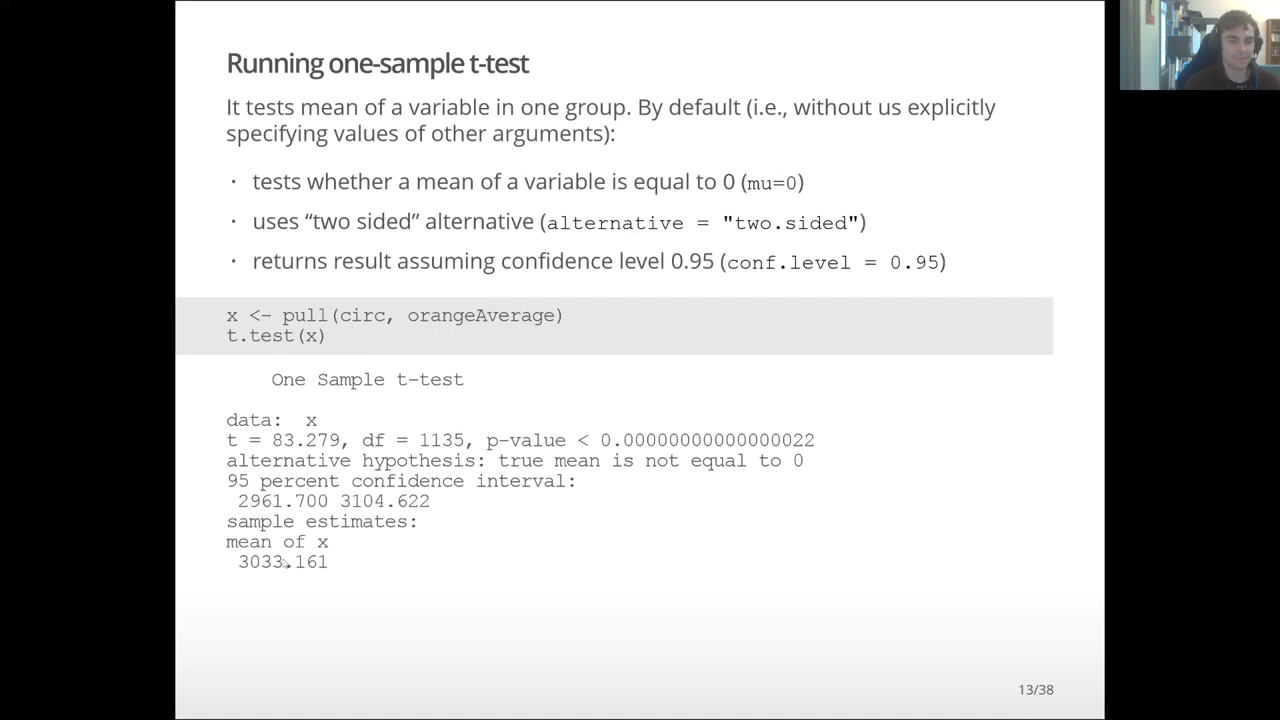 Running one-sample t-test
It tests mean of a variable in one group. By default (i.e., without us explicitly
specifying values of other arguments):
· tests whether a mean of a variable is equal to 0 (mu=0)
· uses “two sided” alternative (alternative = "two.sided")
· returns result assuming confidence level 0.95 (conf.level = 0.95)
x <- pull(circ, orangeAverage)
t.test(x)
One Sample t-test
data:  x
t = 83.279, df = 1135, p-value < 0.00000000000000022
alternative hypothesis: true mean is not equal to 0
95 percent confidence interval:
2961.700 3104.622
sample estimates:
mean of x
3033.161
13/38